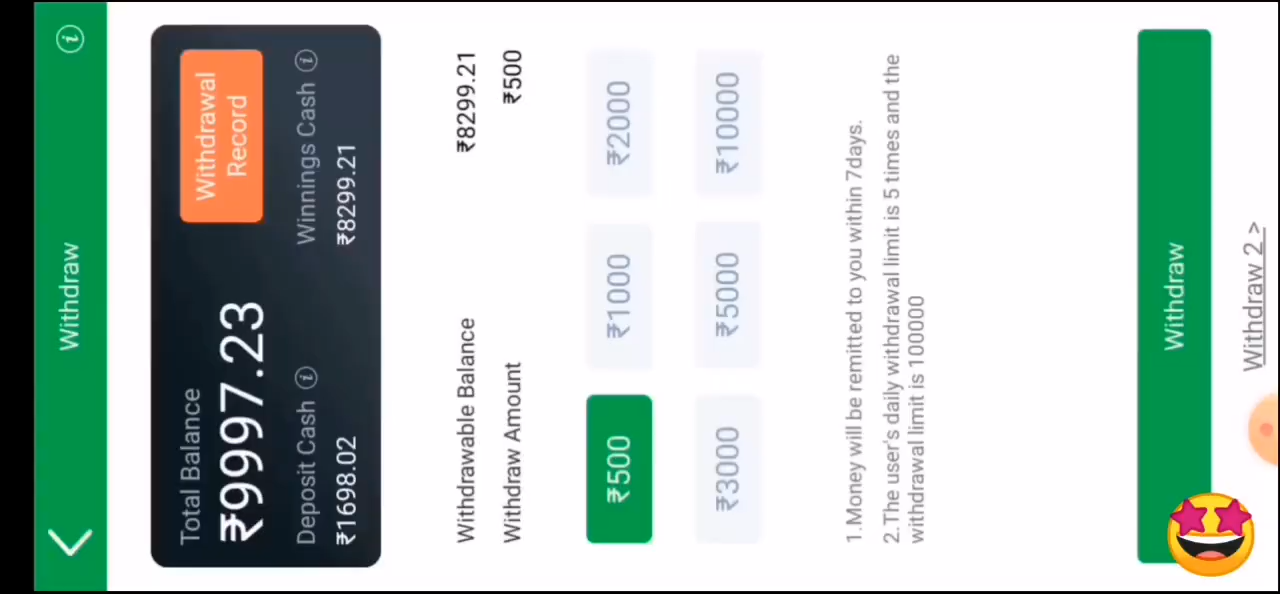 Withdraw
Total Balance
₹9997.23
Withdrawal
Record
Deposit Cash
₹1698.02
Winnings Cash
₹8299.21
Withdrawable Balance ₹8299.21
Withdraw Amount ₹500
₹500 ₹1000 ₹2000
₹3000 ₹5000 ₹10000
1.Money will be remitted to you within 7days.
2.The user's daily withdrawal limit is 5 times and the
withdrawal limit is 100000
Withdraw
Withdraw 2 >